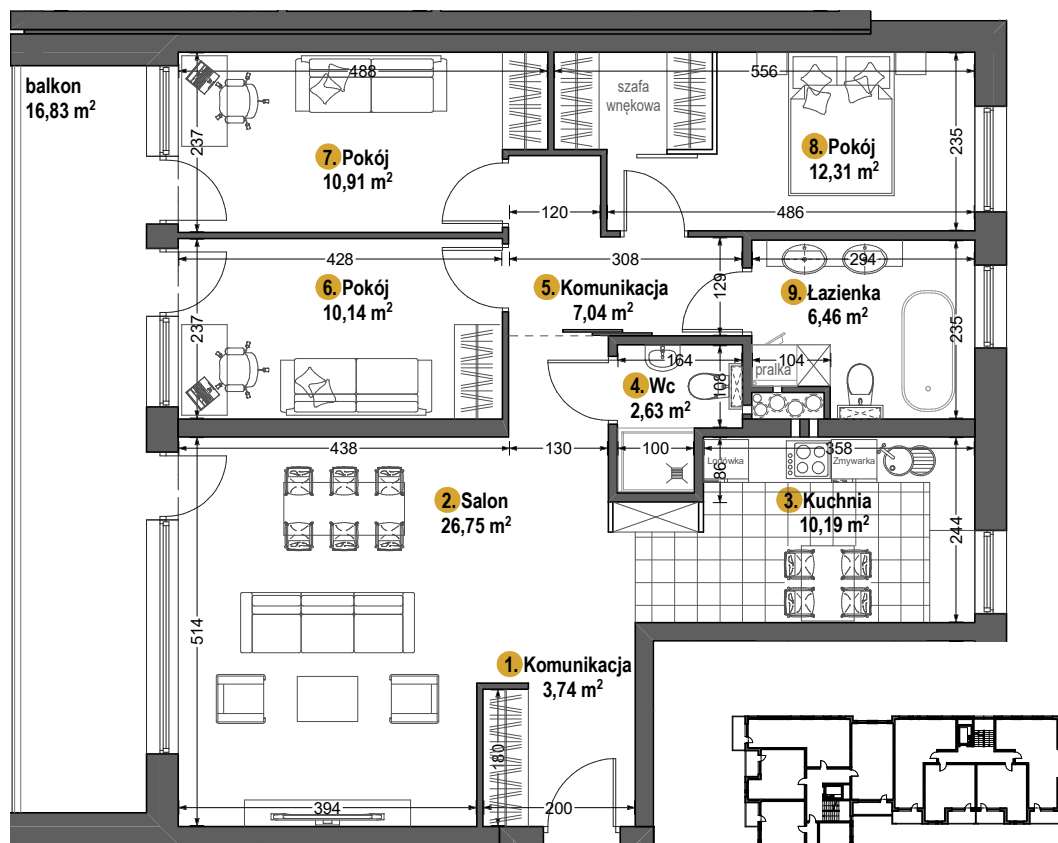 balkon
16,83 m²
488
556
szafa
wnękowa
237
7. Pokój
10,91 m²
8. Pokój
12,31 m²
235
120
486
428
308
294
6. Pokój
10,14 m²
237
5. Komunikacja
7,04 m²
129
9. Łazienka
6,46 m²
235
164
104
pralka
4. Wc
2,63 m²
108
438
130
100
358
Lodówka
Zmywarka
86
2. Salon
26,75 m²
3. Kuchnia
10,19 m²
244
514
1. Komunikacja
3,74 m²
180
394
200